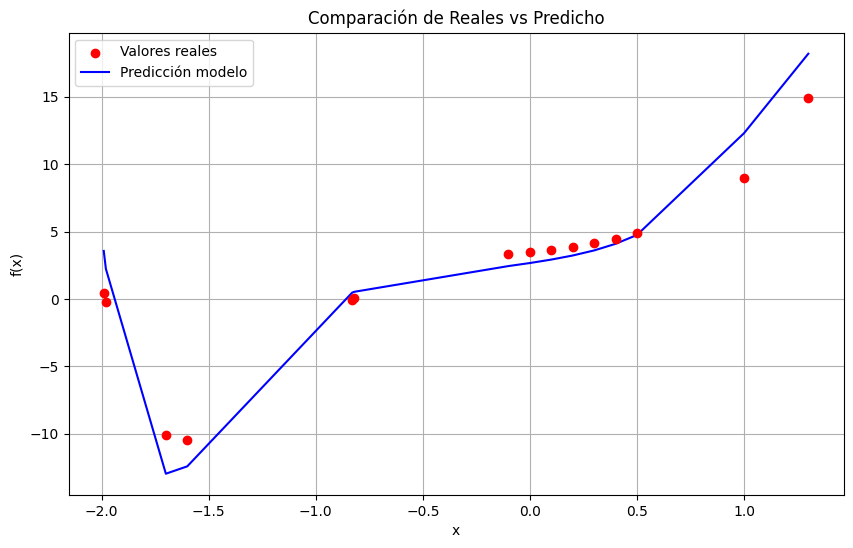 Comparación de Reales vs Predicho
Valores reales
Predicción modelo
f(x)
15
10
5
0
−5
−10
−2.0
−1.5
−1.0
−0.5
0.0
0.5
1.0
x